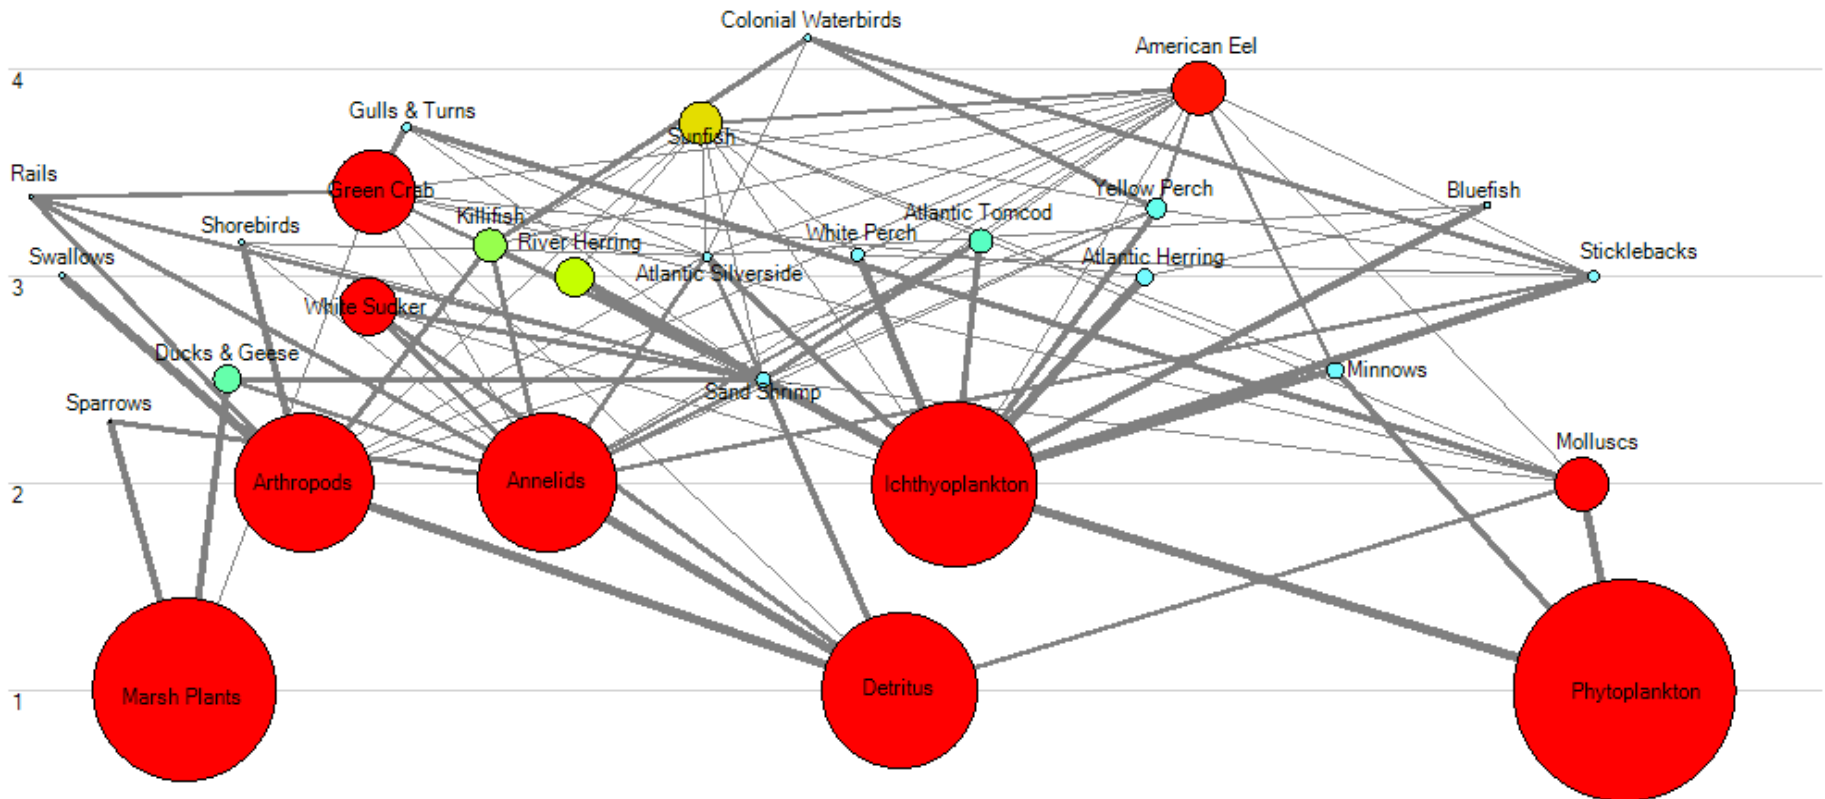 Colonial Waterbirds
American Eel
4
Gulls & Turns
Sunfish
Rails
Green Crab
Yellow Perch
Bluefish
Killifish
Atlantic Tomcod
Shorebirds
White Perch
River Herring
Swallows
Atlantic Herring
Sticklebacks
Atlantic Silverside
3
White Sucker
Ducks & Geese
Minnows
Sand Shrimp
Sparrows
Molluscs
Arthropods
Annelids
Ichthyoplankton
2
Marsh Plants
Detritus
Phytoplankton
1